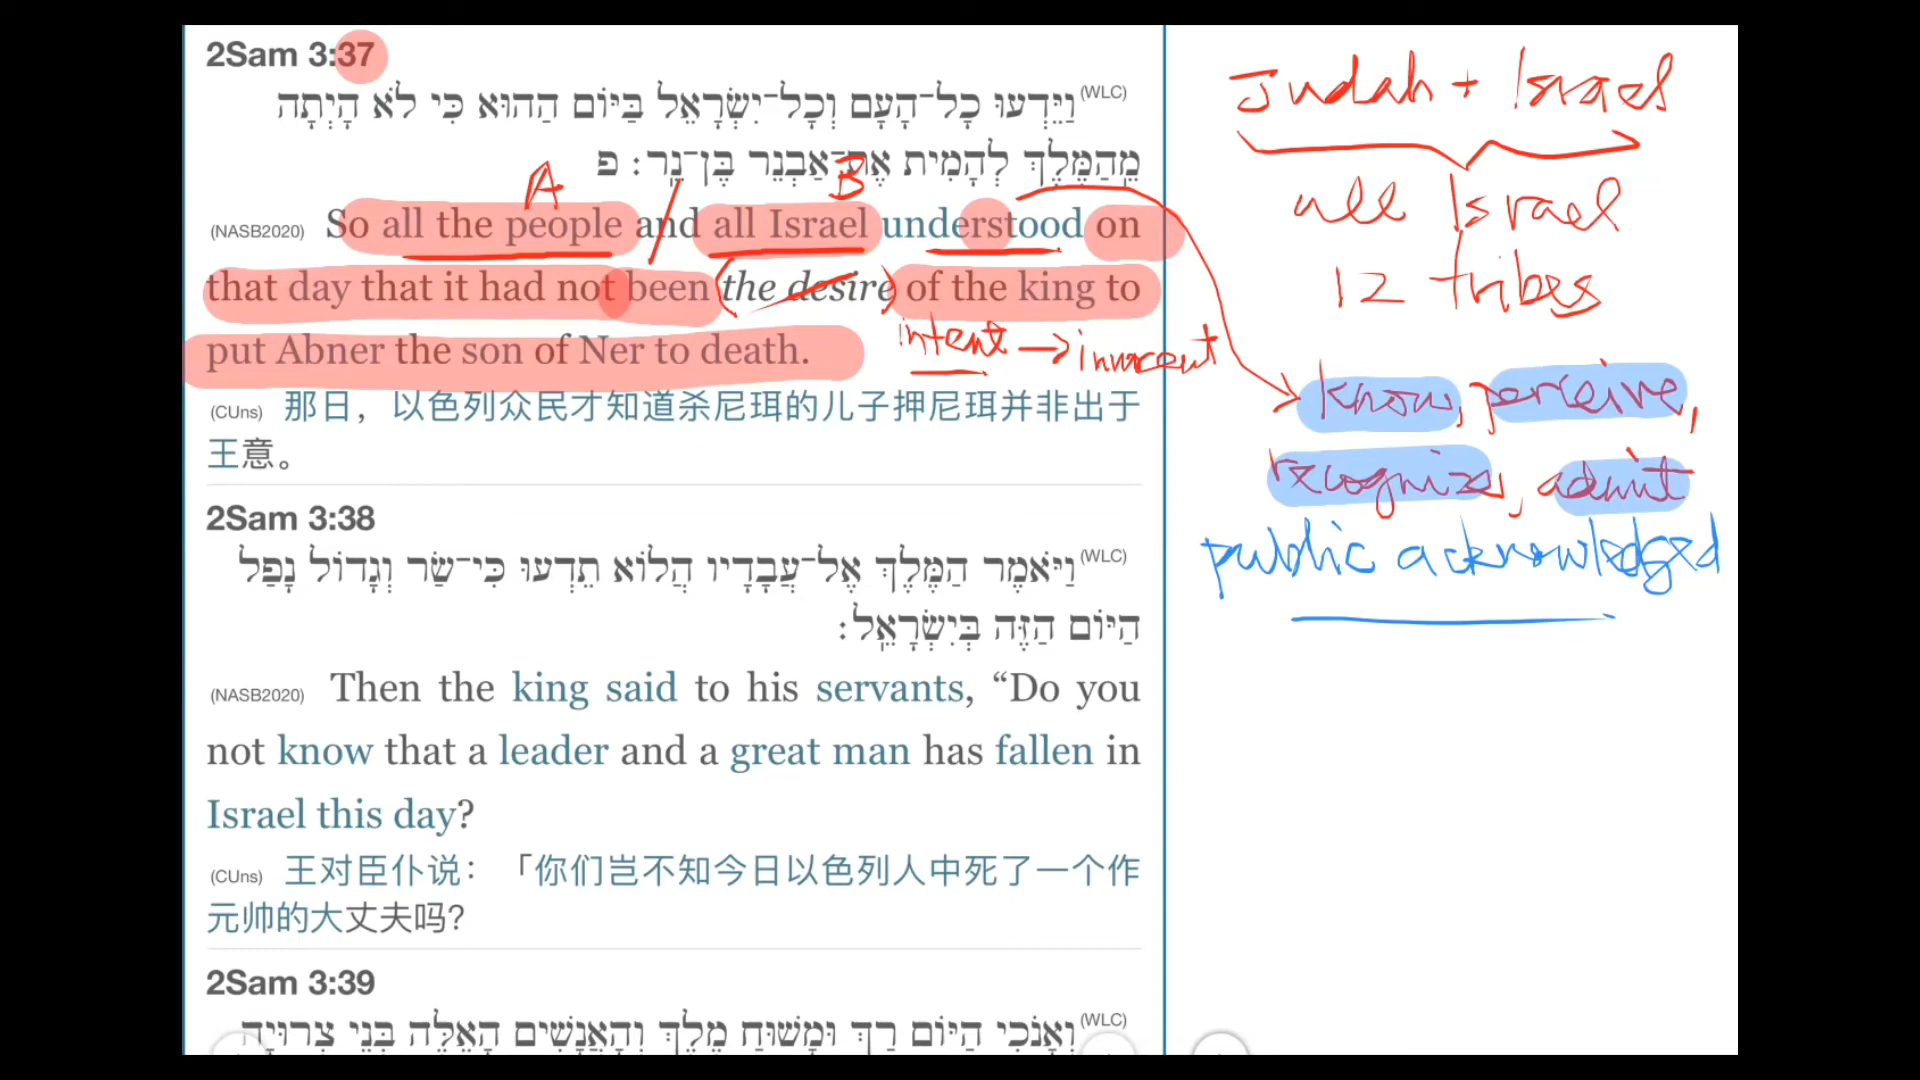 2Sam 3:37
(WLC) וַיֵּדְעוּ כָל־הָעָם וְכָל־יִשְׂרָאֵל בַּיּוֹם הַהוּא כִּי לֹא הָיְתָה
מֵהַמֶּלֶךְ לְהָמִית אֶת־אַבְנֵר בֶּן־נֵר׃ פ
A B
(NASB2020) So all the people and all Israel understood on
that day that it had not been (the desire) of the king to
put Abner the son of Ner to death.
intent → innocent
(CUns) 那日，以色列众民才知道杀尼珥的儿子押尼珥并非出于
王意。
2Sam 3:38
(WLC) וַיֹּאמֶר הַמֶּלֶךְ אֶל־עֲבָדָיו הֲלוֹא תֵדְעוּ כִּי־שַׂר וְגָדוֹל נָפַל
הַיּוֹם הַזֶּה בְּיִשְׂרָאֵל׃
(NASB2020) Then the king said to his servants, “Do you
not know that a leader and a great man has fallen in
Israel this day?
(CUns) 王对臣仆说：「你们岂不知今日以色列人中死了一个作
元帅的大丈夫吗?
2Sam 3:39
(WLC) וְאָנֹכִי הַיּוֹם רַךְ וּמָשׁוּחַ מֶלֶךְ וְהָאֲנָשִׁים הָאֵלֶּה בְּנֵי צְרוּיָה
Judah + Israel
all Israel
12 tribes
know, perceive,
recognize, admit
public acknowledged